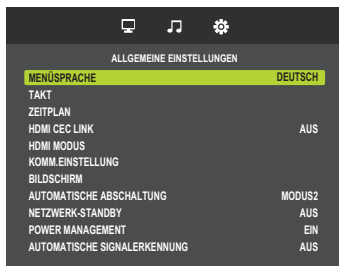 ALLGEMEINE EINSTELLUNGEN
MENÜSPRACHE DEUTSCH
TAKT
ZEITPLAN
HDMI CEC LINK AUS
HDMI MODUS
KOMM.EINSTELLUNG
BILDSCHIRM
AUTOMATISCHE ABSCHALTUNG MODUS2
NETZWERK-STANDBY AUS
POWER MANAGEMENT EIN
AUTOMATISCHE SIGNALERKENNUNG AUS